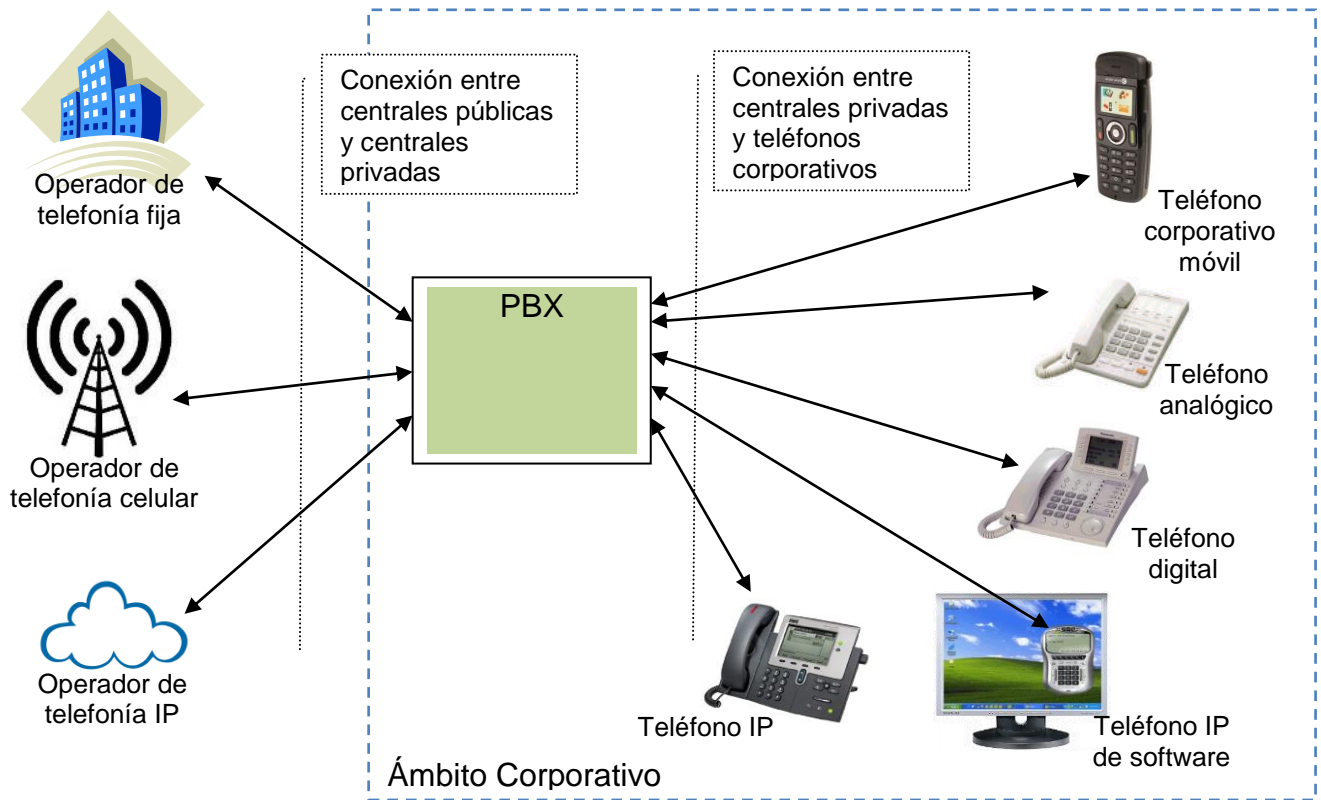 Conexión entre
centrales públicas
y centrales
privadas
Conexión entre
centrales privadas
y teléfonos
corporativos
Operador de
telefonía fija
Teléfono
corporativo
móvil
PBX
Teléfono
analógico
Operador de
telefonía celular
Teléfono
digital
Operador de
telefonía IP
Teléfono IP
Teléfono IP
de software
Ámbito Corporativo